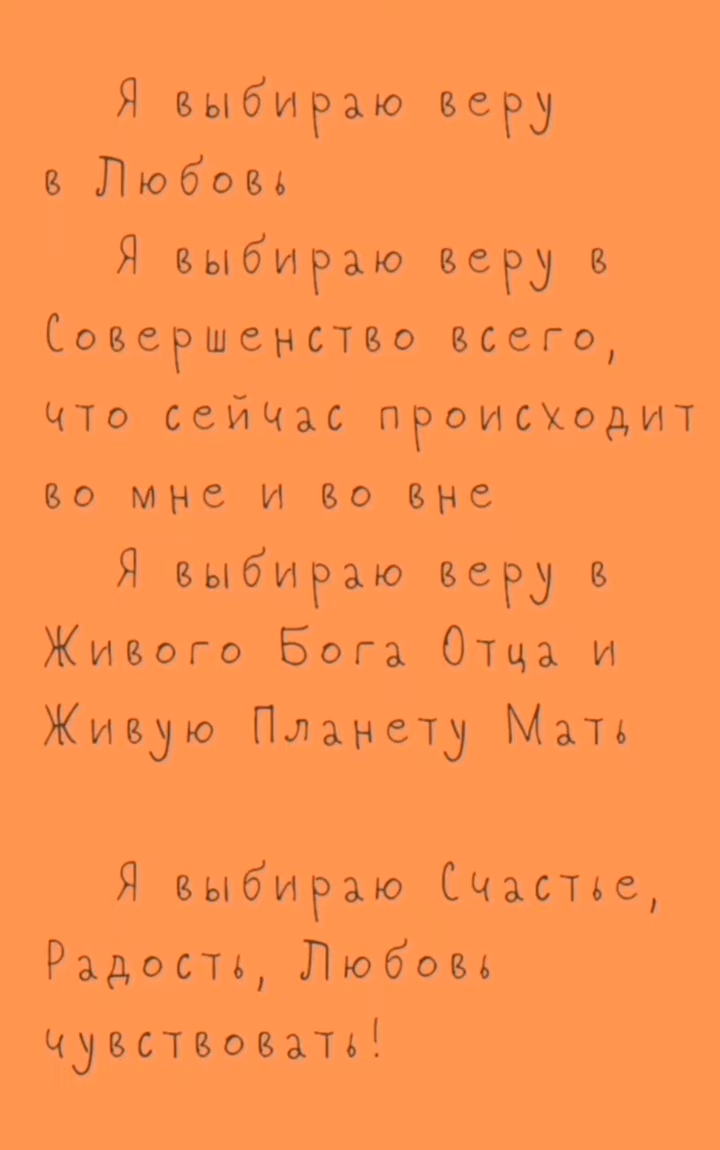 Я выбираю веру
в Любовь
Я выбираю веру в
Совершенство всего,
что сейчас происходит
во мне и во вне
Я выбираю веру в
Живого Бога Отца и
Живую Планету Мать
Я выбираю Счастье,
Радость, Любовь
чувствовать!